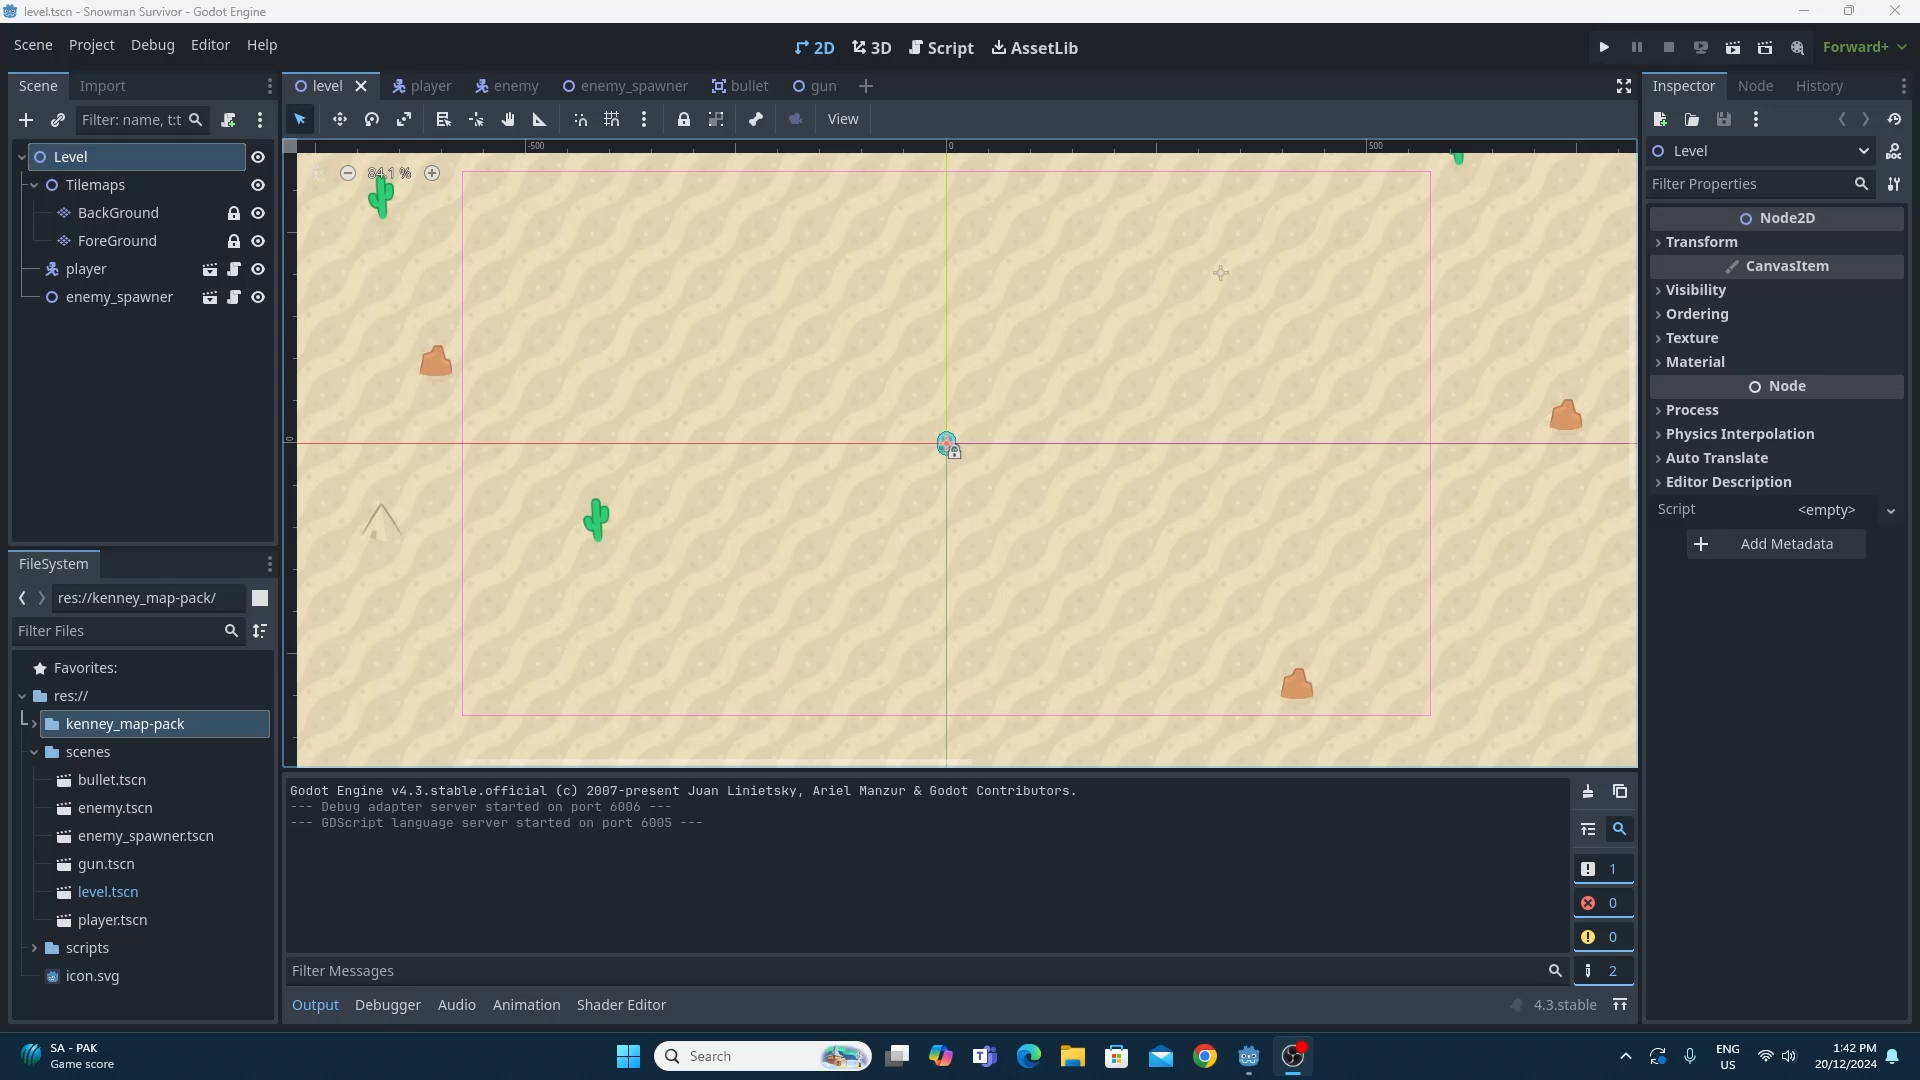 level.tscn - Snowman Survivor - Godot Engine
Scene Project Debug Editor Help
2D 3D Script AssetLib
Forward+
Scene Import
level player enemy enemy_spawner bullet gun
Inspector Node History
Filter: name, t:t
View
Level
Tilemaps
BackGround
ForeGround
player
enemy_spawner
-500 0 500
84.1 %
0
Level
Filter Properties
Node2D
Transform
CanvasItem
Visibility
Ordering
Texture
Material
Node
Process
Physics Interpolation
Auto Translate
Editor Description
Script <empty>
Add Metadata
FileSystem
res://kenney_map-pack/
Filter Files
Favorites:
res://
kenney_map-pack
scenes
bullet.tscn
enemy.tscn
enemy_spawner.tscn
gun.tscn
level.tscn
player.tscn
scripts
icon.svg
Godot Engine v4.3.stable.official (c) 2007-present Juan Linietsky, Ariel Manzur & Godot Contributors.
--- Debug adapter server started on port 6006 ---
--- GDScript language server started on port 6005 ---
1
0
0
2
Filter Messages
Output Debugger Audio Animation Shader Editor
4.3.stable
SA - PAK
Game score
Search
ENG
US
1:42 PM
20/12/2024